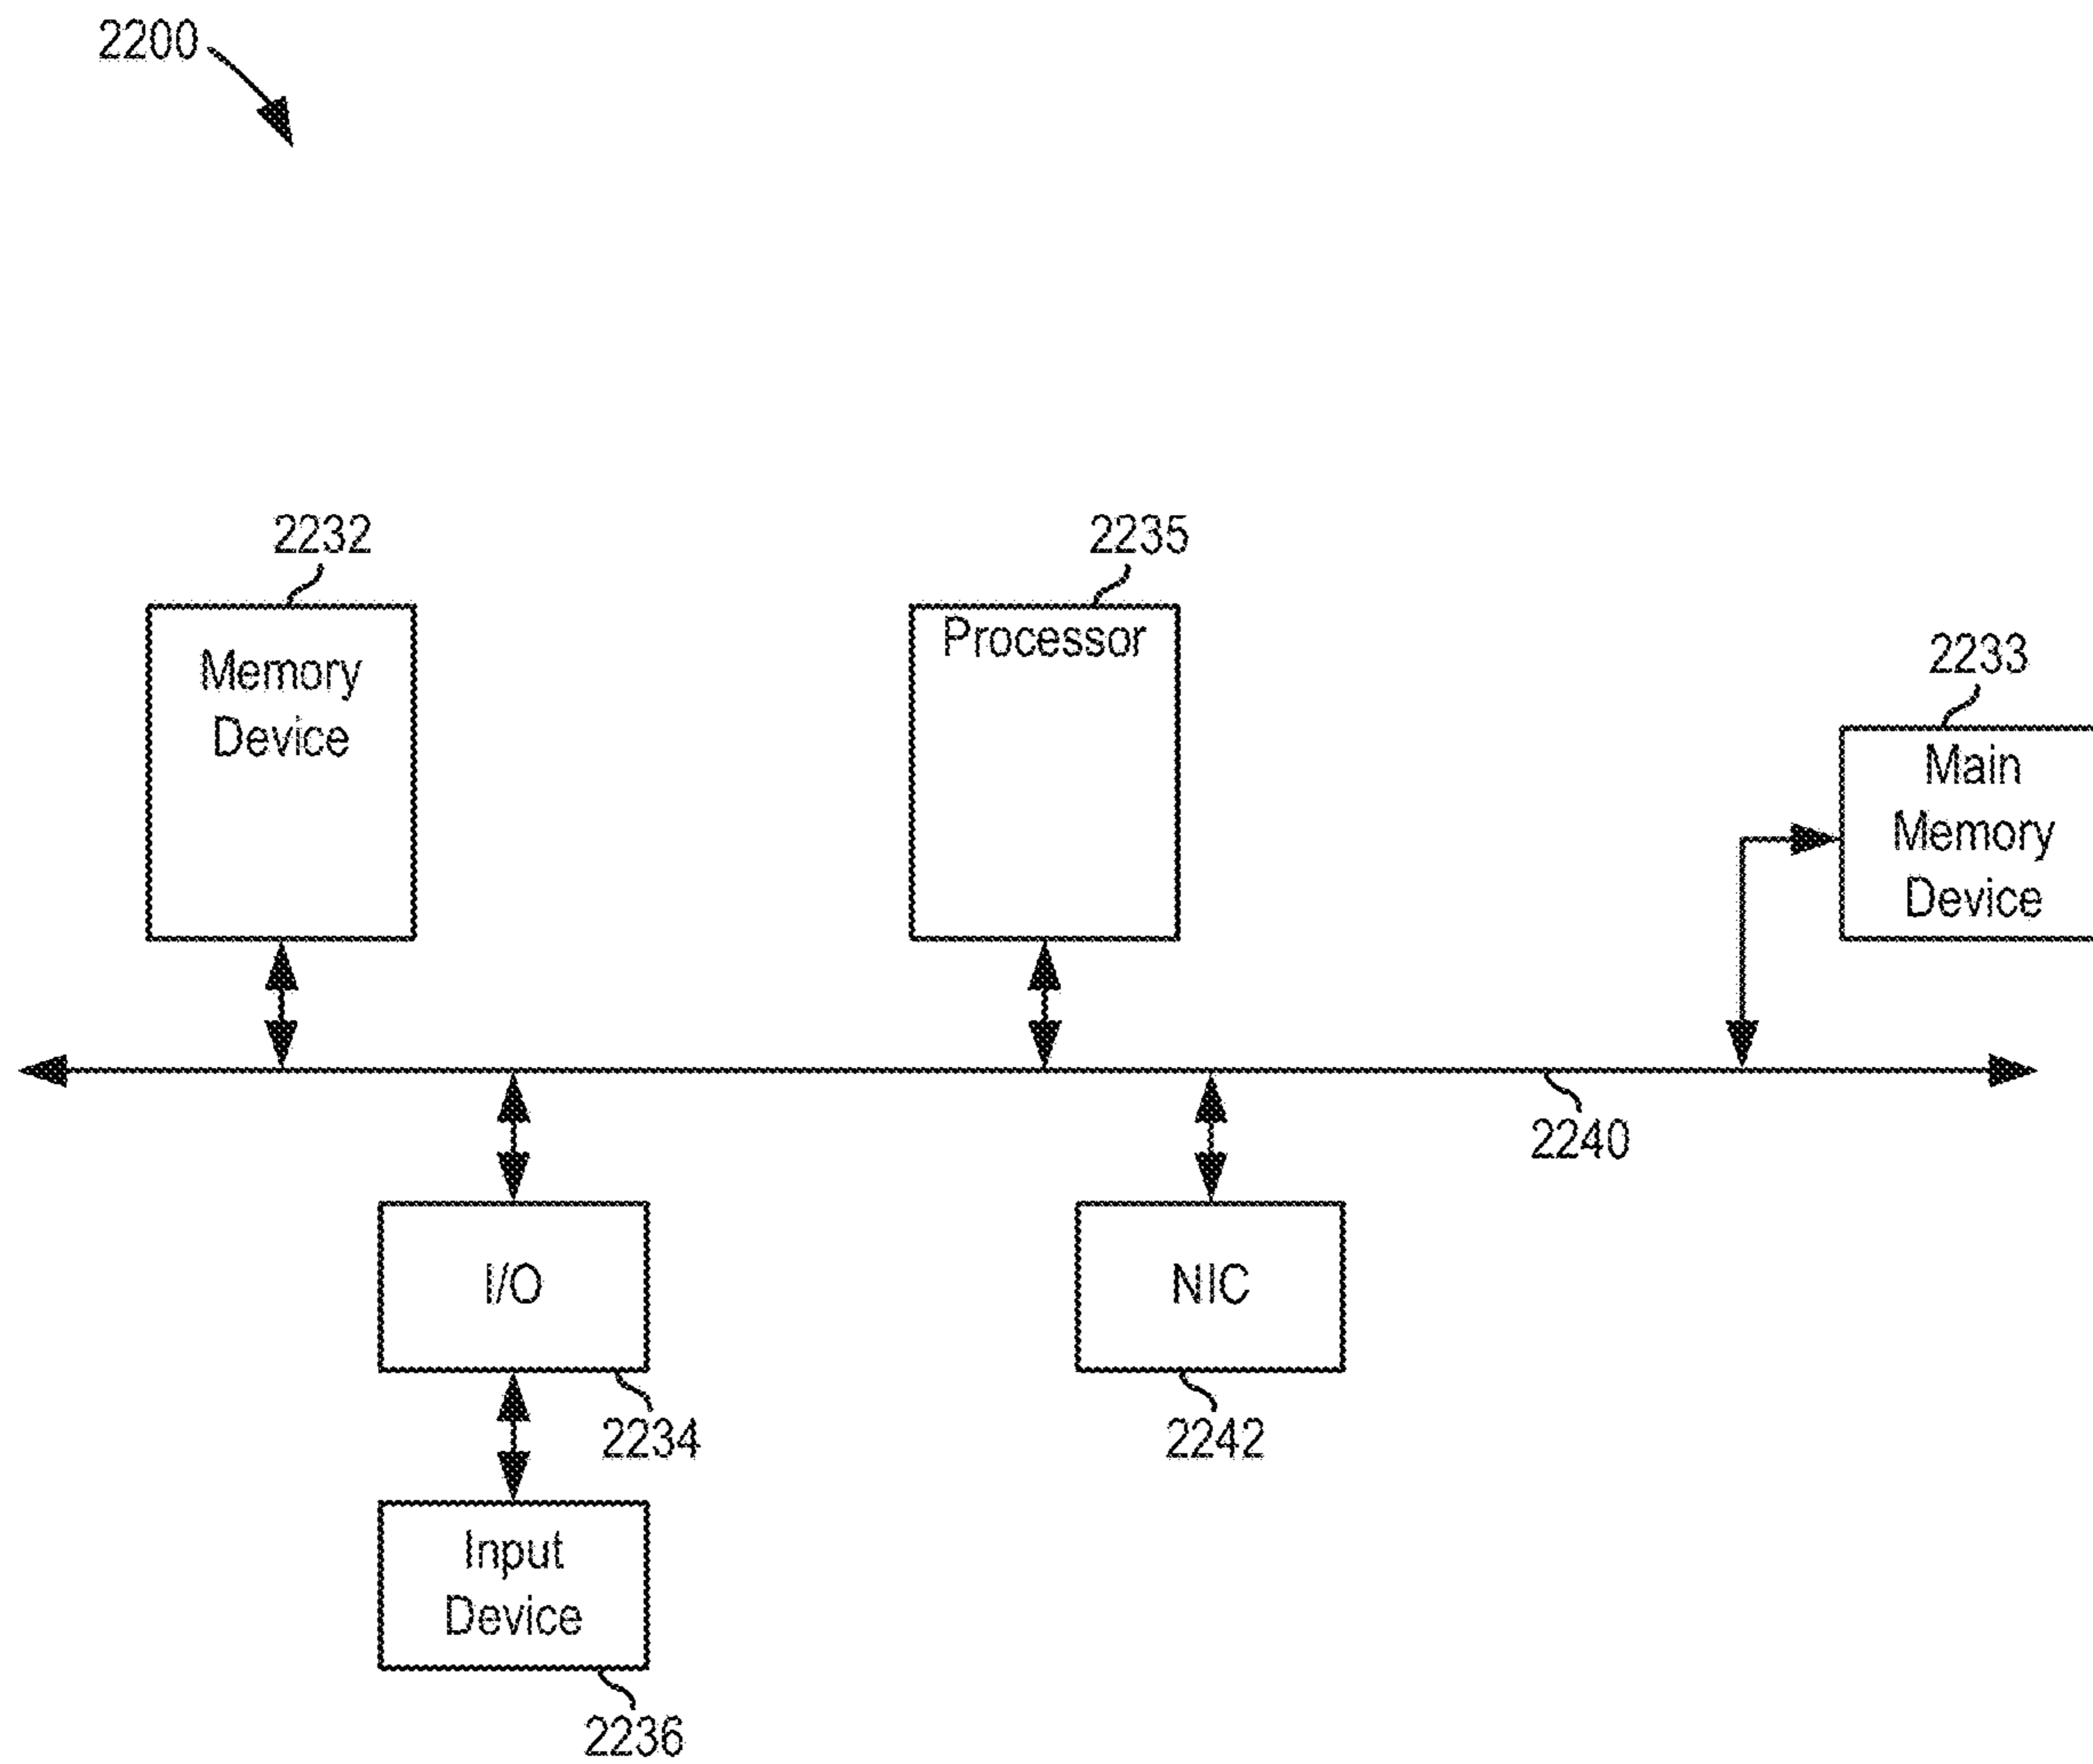 2200
2232
2235
Memory
Device
Processor
2233
Main
Memory
Device
2240
I/O
NIC
2234
2242
Input
Device
2236